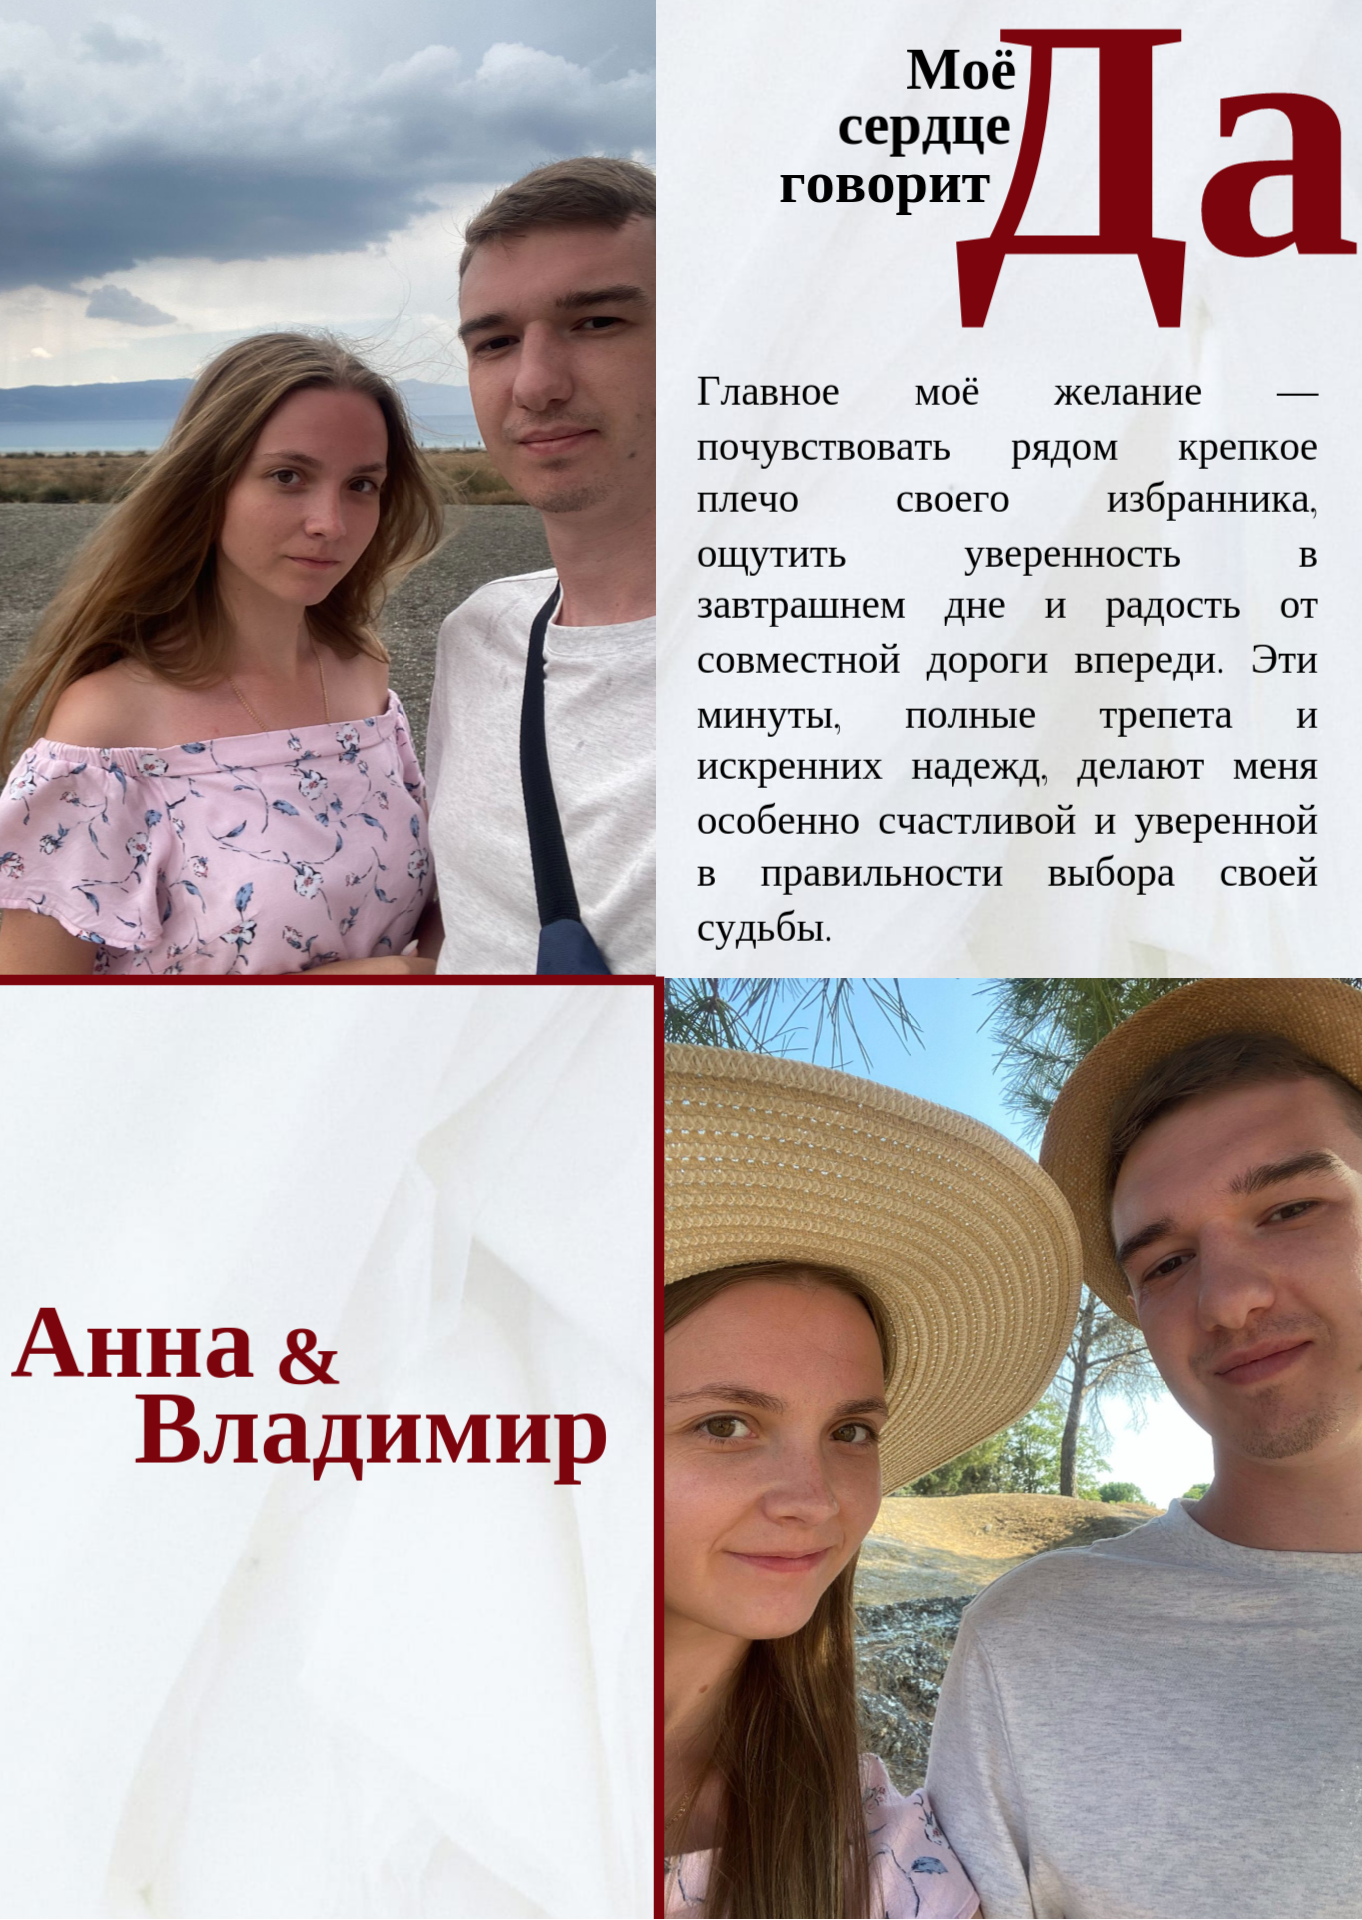 Моё
сердце
говорит
Да
Главное моё желание —
почувствовать рядом крепкое
плечо своего избранника,
ощутить уверенность в
завтрашнем дне и радость от
совместной дороги впереди. Эти
минуты, полные трепета и
искренних надежд, делают меня
особенно счастливой и уверенной
в правильности выбора своей
судьбы.
Анна &
Владимир